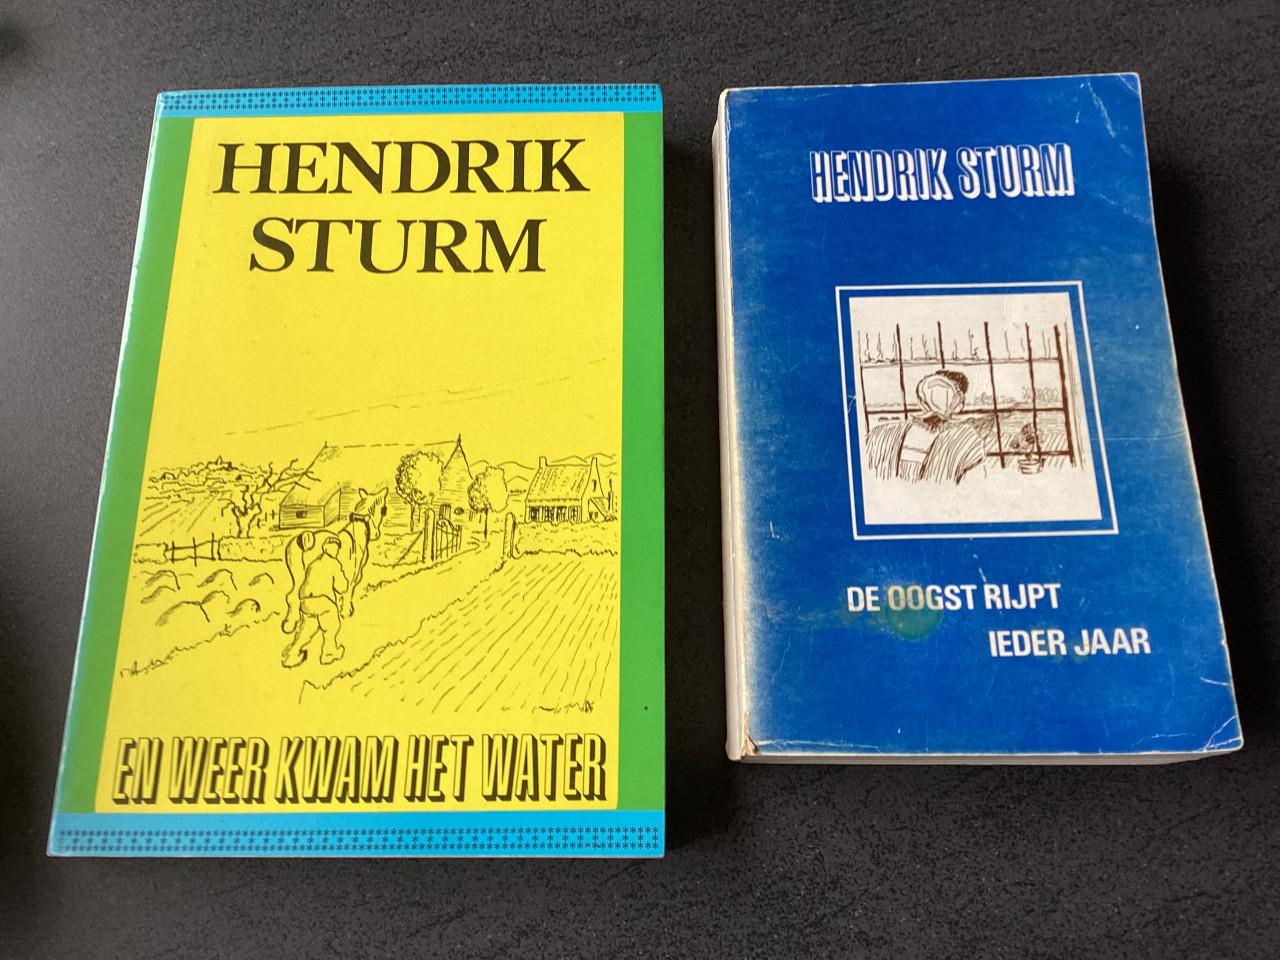 HENDRIK
STURM
EN WEER KWAM HET WATER
HENDRIK STURM
DE OOGST RIJPT
IEDER JAAR